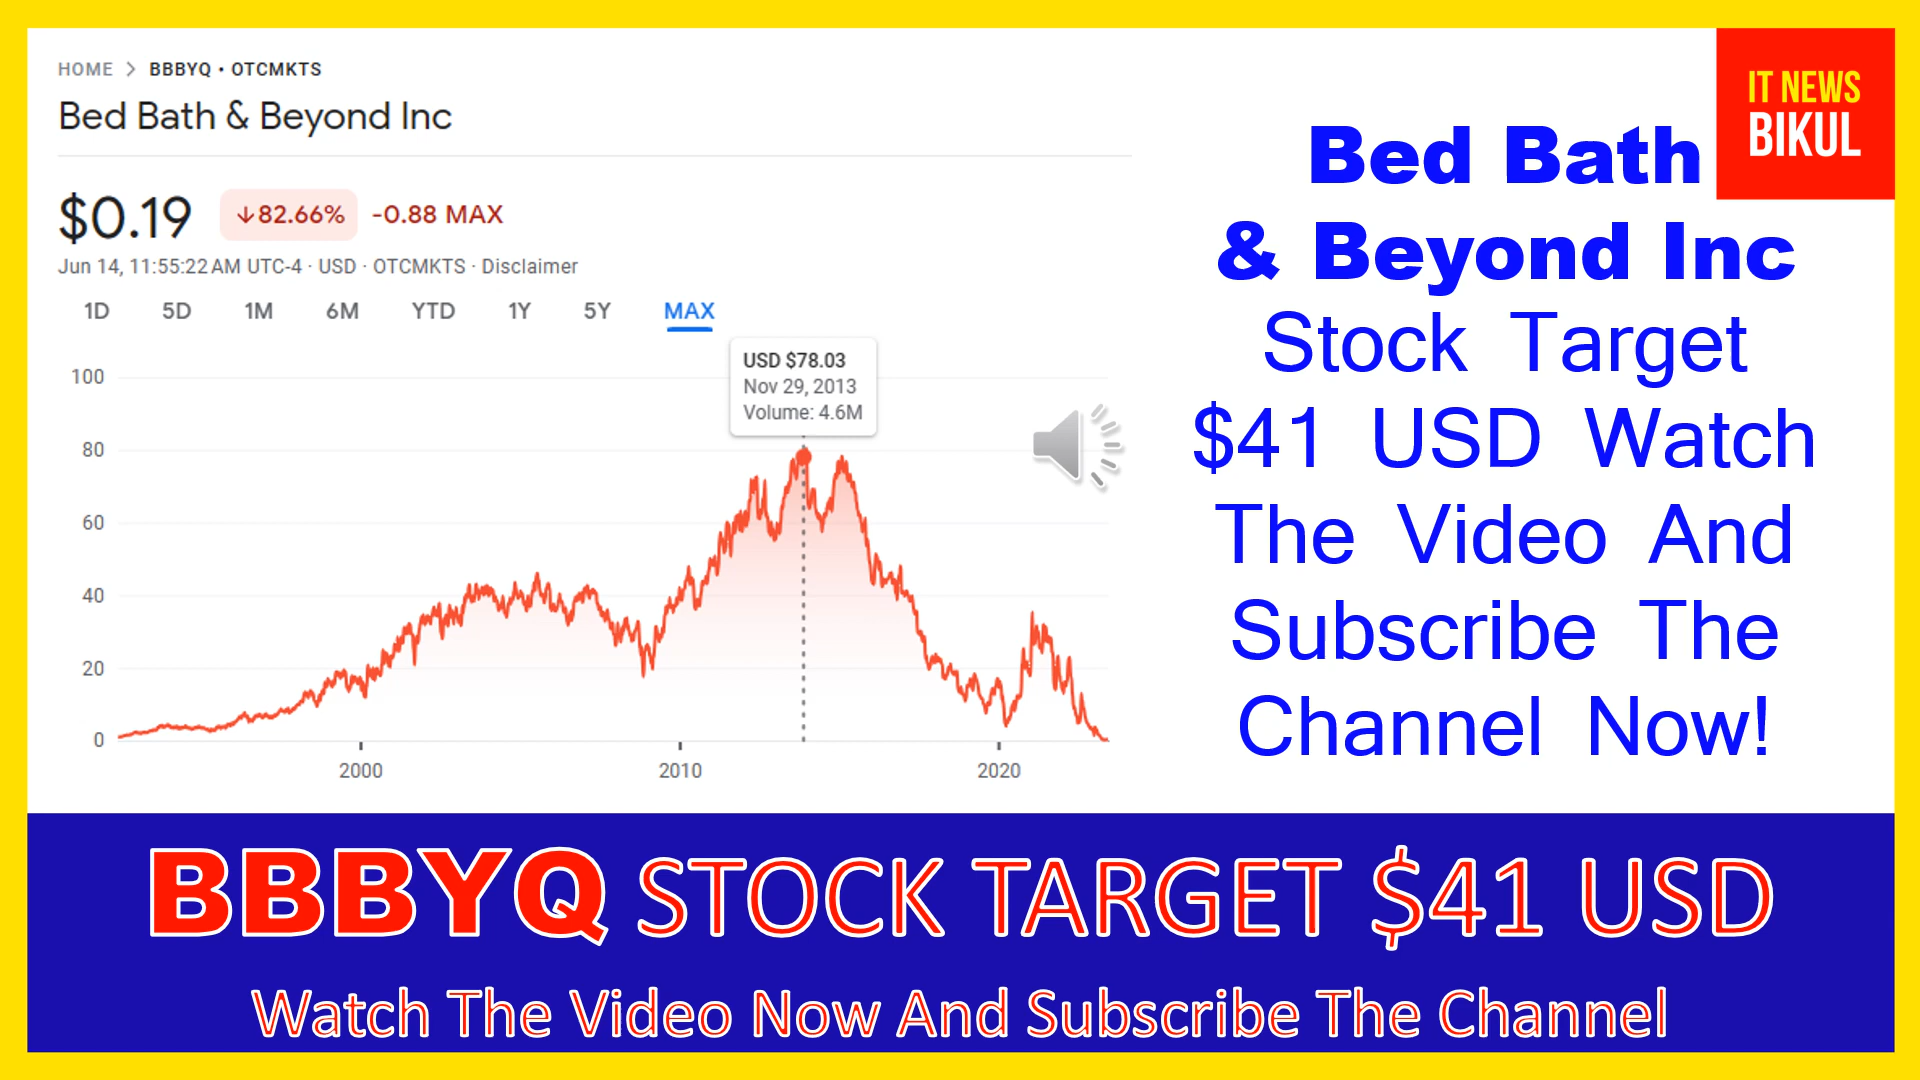 HOME > BBBYQ • OTCMKTS
Bed Bath & Beyond Inc
$0.19 ↓82.66% -0.88 MAX
Jun 14, 11:55:22 AM UTC-4 · USD · OTCMKTS · Disclaimer
1D 5D 1M 6M YTD 1Y 5Y MAX
USD $78.03
Nov 29, 2013
Volume: 4.6M
100
80
60
40
20
0
2000 2010 2020
IT NEWS
BIKUL
Bed Bath
& Beyond Inc
Stock Target
$41 USD Watch
The Video And
Subscribe The
Channel Now!
BBBYQ STOCK TARGET $41 USD
Watch The Video Now And Subscribe The Channel